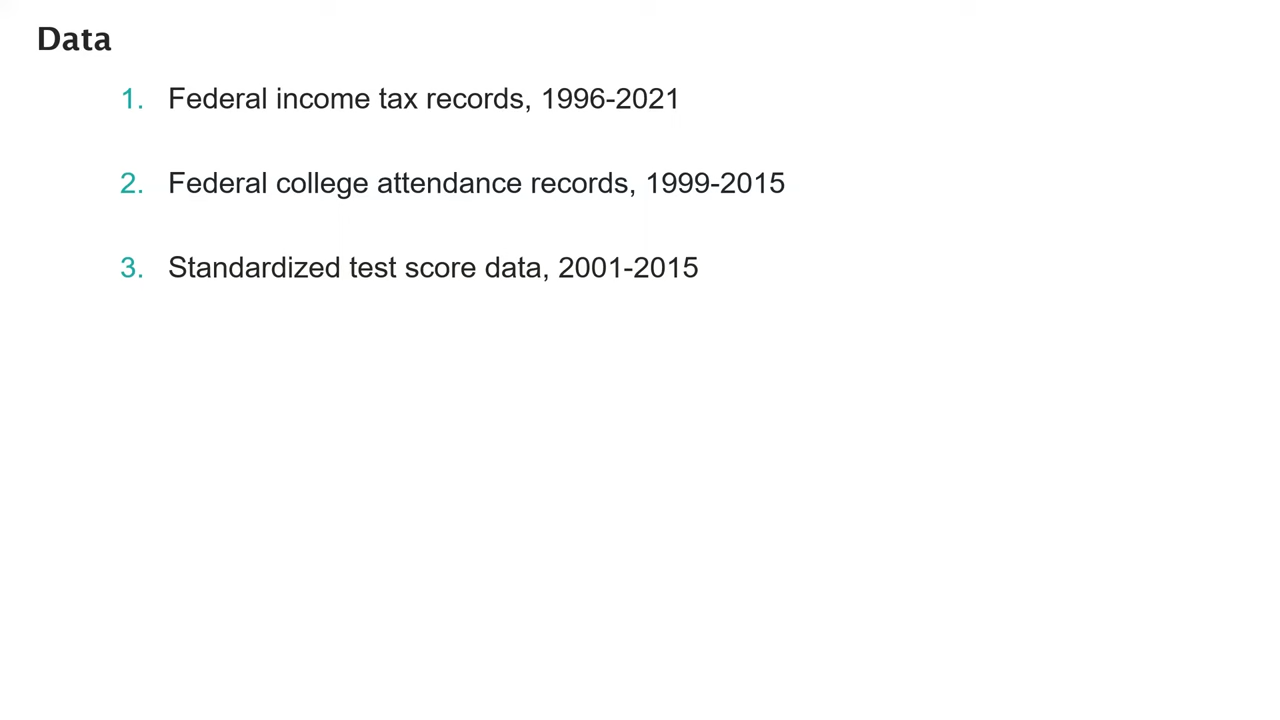 Data
1. Federal income tax records, 1996-2021
2. Federal college attendance records, 1999-2015
3. Standardized test score data, 2001-2015